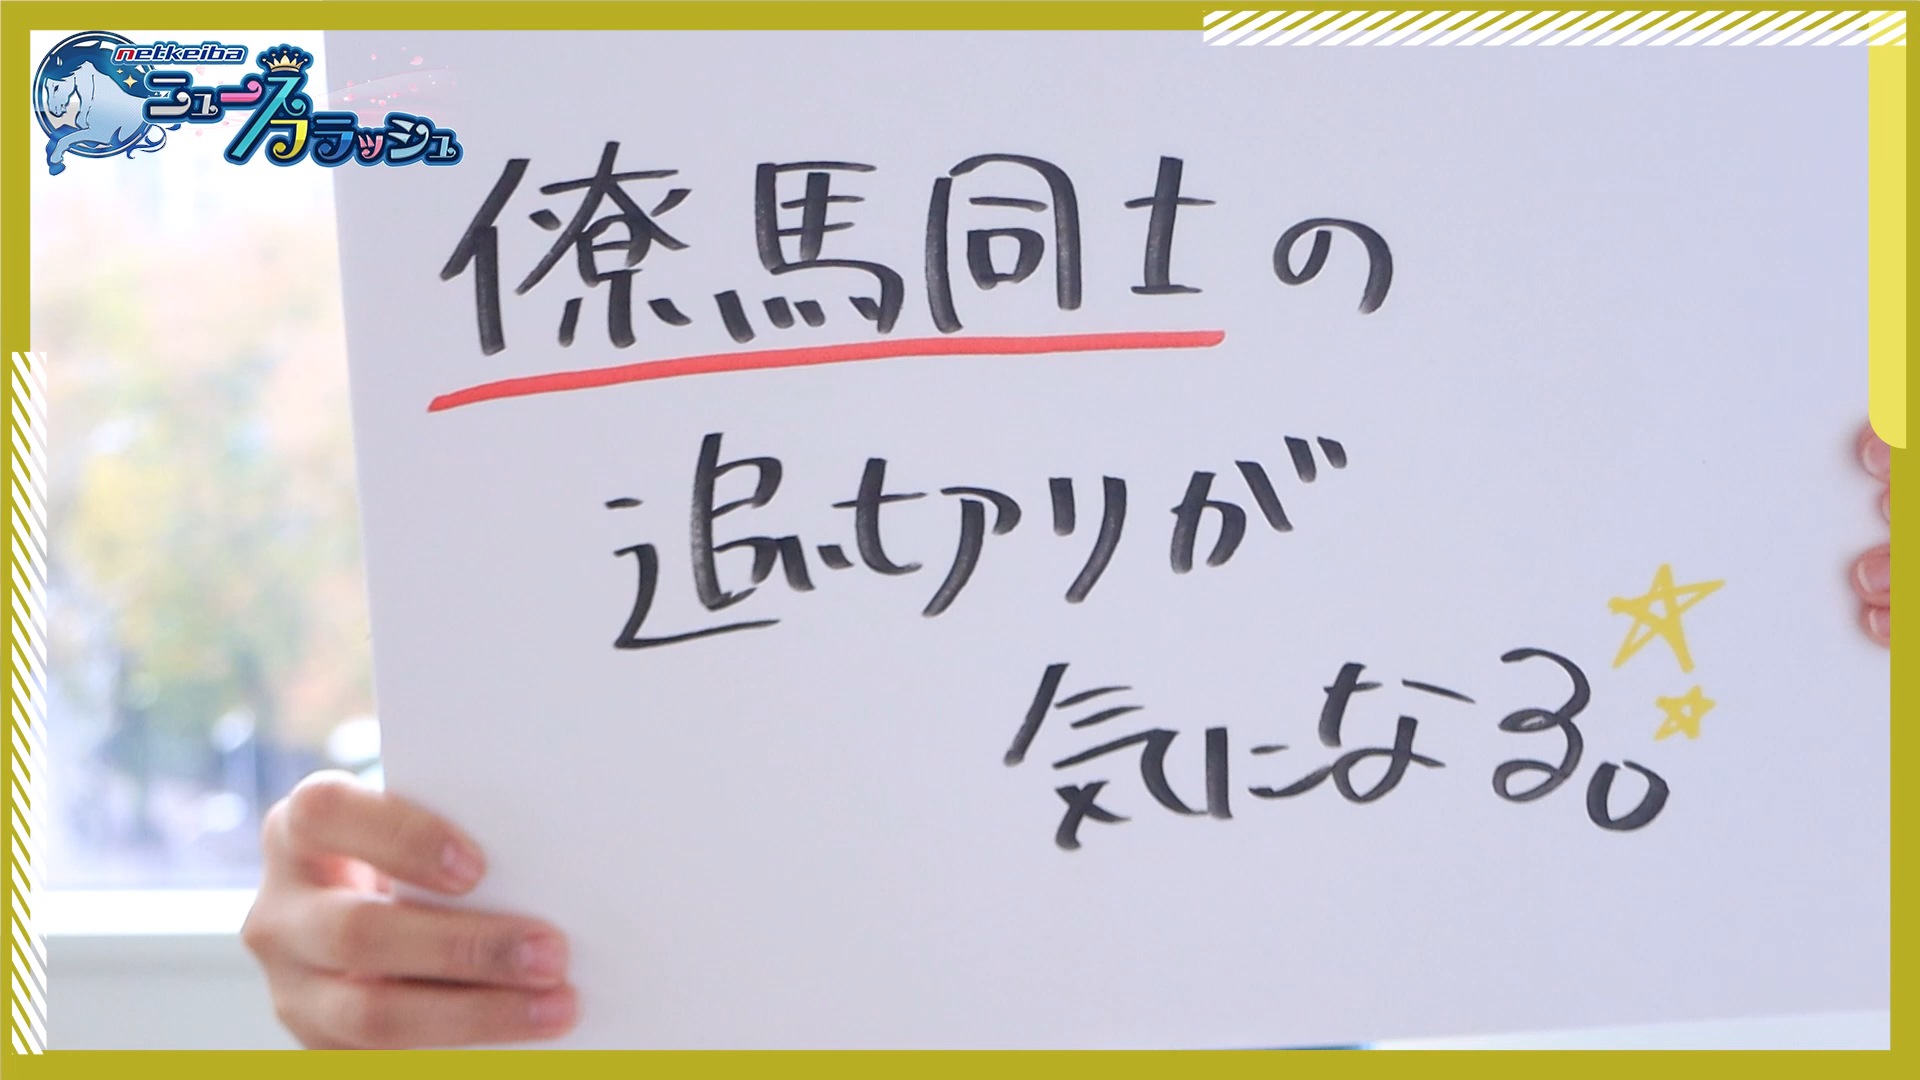 netkeiba
ニュースフラッシュ
僚馬同士の
追い切りが
気になる。